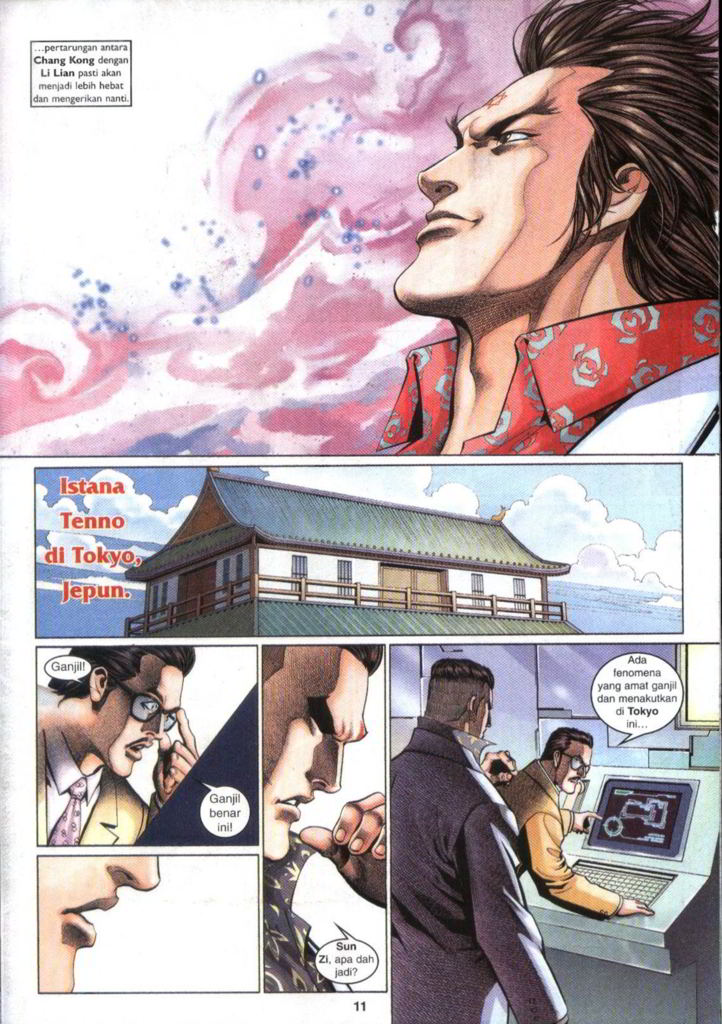 ...pertarungan antara
Chang Kong dengan
Li Lian pasti akan
menjadi lebih hebat
dan mengerikan nanti.
Istana
Tenno
di Tokyo,
Jepun.
Ganjil!
Ganjil
benar
ini!
Sun
Zi, apa dah
jadi?
Ada
fenomena
yang amat ganjil
dan menakutkan
di Tokyo
ini...
11